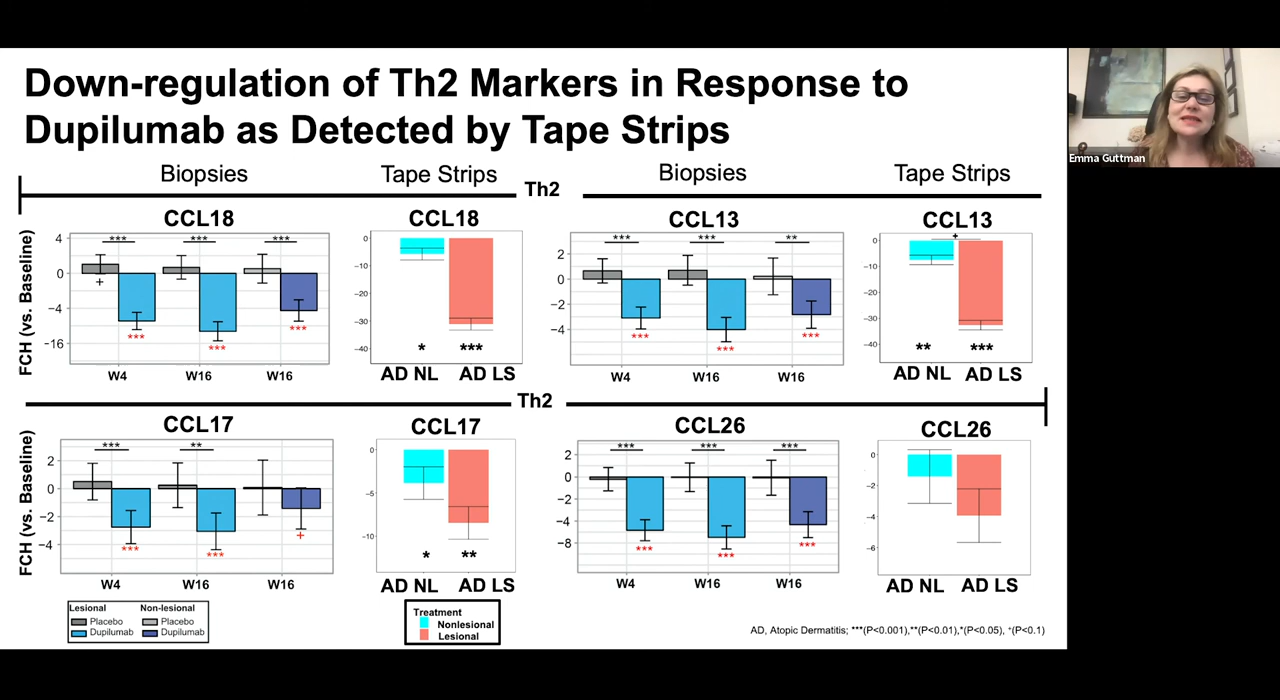 Down-regulation of Th2 Markers in Response to
Dupilumab as Detected by Tape Strips
Emma Guttman
Biopsies
Tape Strips
Th2
Biopsies
Tape Strips
CCL18
FCH (vs. Baseline)
4
0
−4
−16
***
***
***
+
***
***
***
W4
W16
W16
CCL18
0
−10
−20
−30
−40
*
***
AD NL
AD LS
CCL13
2
0
−2
−4
***
***
**
***
***
***
W4
W16
W16
CCL13
+
0
−10
−20
−30
−40
**
***
AD NL
AD LS
Th2
CCL17
FCH (vs. Baseline)
2
0
−2
−4
***
**
***
***
+
W4
W16
W16
CCL17
0
−5
−10
*
**
AD NL
AD LS
CCL26
2
0
−2
−4
−8
***
***
***
***
***
***
W4
W16
W16
CCL26
0
−2
−4
−6
AD NL
AD LS
Lesional
Non-lesional
Placebo
Placebo
Dupilumab
Dupilumab
Treatment
Nonlesional
Lesional
AD, Atopic Dermatitis; ***(P<0.001),**(P<0.01),*(P<0.05), +(P<0.1)